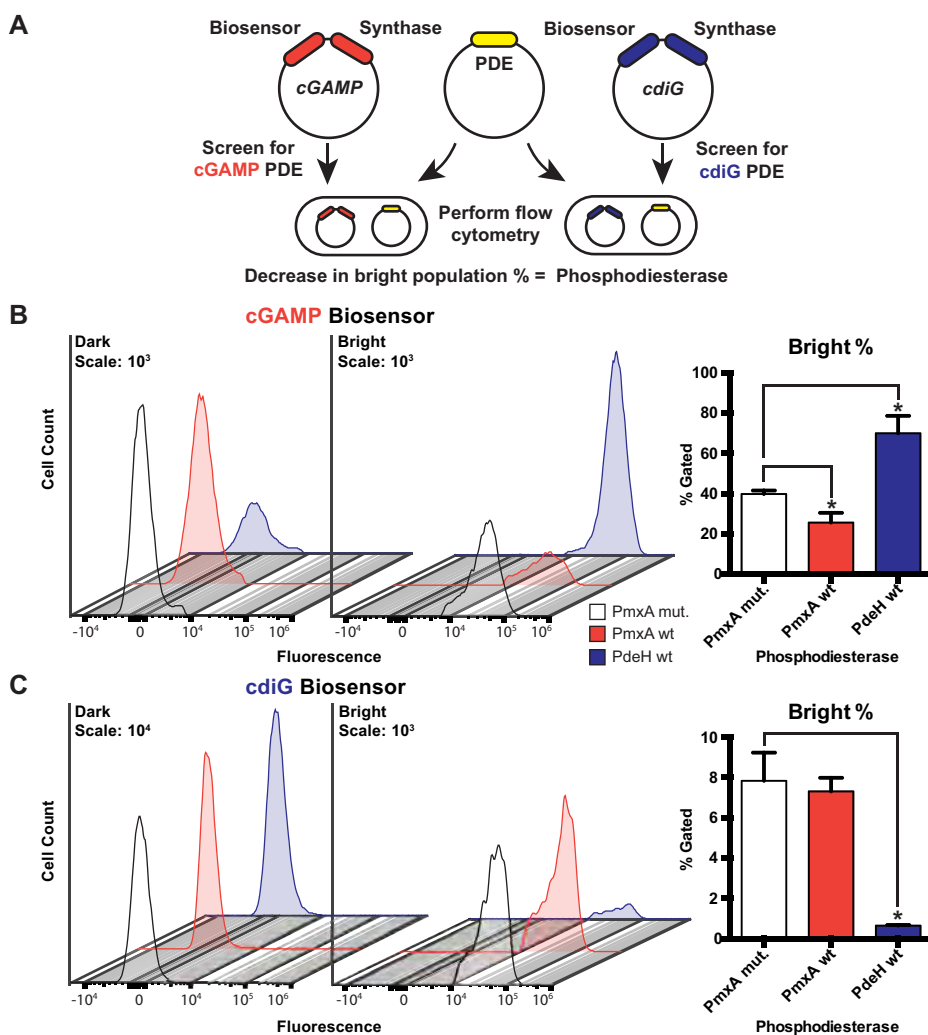 A
Biosensor Synthase
PDE
Biosensor Synthase
cGAMP
cdiG
Screen for
cGAMP PDE
Screen for
cdiG PDE
Perform flow
cytometry
Decrease in bright population % = Phosphodiesterase
B
cGAMP Biosensor
Dark
Scale: 10³
Bright
Scale: 10³
Cell Count
-10⁴ 0 10⁴ 10⁵ 10⁶
Fluorescence
-10⁴ 0 10⁴ 10⁵ 10⁶
Fluorescence
PmxA mut.
PmxA wt
PdeH wt
Bright %
% Gated
100
80
60
40
20
0
*
*
PmxA mut.
PmxA wt
PdeH wt
Phosphodiesterase
C
cdiG Biosensor
Dark
Scale: 10⁴
Bright
Scale: 10³
Cell Count
-10⁴ 0 10⁴ 10⁵ 10⁶
Fluorescence
-10⁴ 0 10⁴ 10⁵ 10⁶
Fluorescence
Bright %
% Gated
10
8
6
4
2
0
*
PmxA mut.
PmxA wt
PdeH wt
Phosphodiesterase